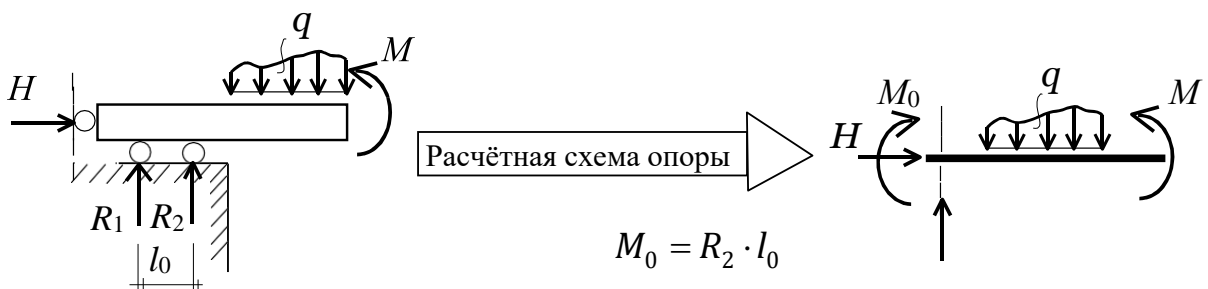 H
q
M
R1
R2
l0
Расчётная схема опоры
M0 = R2 · l0
M0
H
q
M